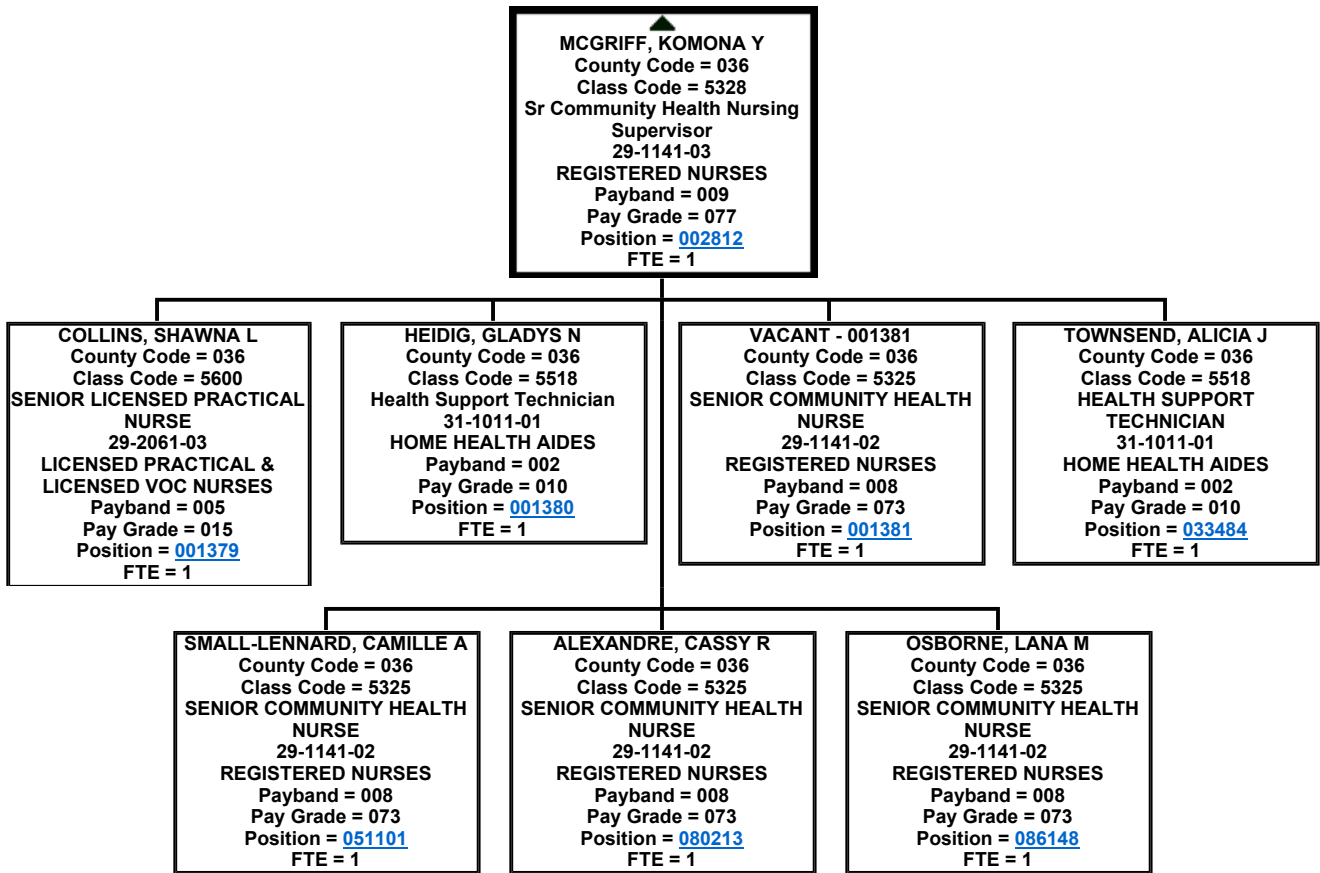 MCGRIFF, KOMONA Y
County Code = 036
Class Code = 5328
Sr Community Health Nursing
Supervisor
29-1141-03
REGISTERED NURSES
Payband = 009
Pay Grade = 077
Position = 002812
FTE = 1
COLLINS, SHAWNA L
County Code = 036
Class Code = 5600
SENIOR LICENSED PRACTICAL
NURSE
29-2061-03
LICENSED PRACTICAL &
LICENSED VOC NURSES
Payband = 005
Pay Grade = 015
Position = 001379
FTE = 1
HEIDIG, GLADYS N
County Code = 036
Class Code = 5518
Health Support Technician
31-1011-01
HOME HEALTH AIDES
Payband = 002
Pay Grade = 010
Position = 001380
FTE = 1
VACANT - 001381
County Code = 036
Class Code = 5325
SENIOR COMMUNITY HEALTH
NURSE
29-1141-02
REGISTERED NURSES
Payband = 008
Pay Grade = 073
Position = 001381
FTE = 1
TOWNSEND, ALICIA J
County Code = 036
Class Code = 5518
HEALTH SUPPORT
TECHNICIAN
31-1011-01
HOME HEALTH AIDES
Payband = 002
Pay Grade = 010
Position = 033484
FTE = 1
SMALL-LENNARD, CAMILLE A
County Code = 036
Class Code = 5325
SENIOR COMMUNITY HEALTH
NURSE
29-1141-02
REGISTERED NURSES
Payband = 008
Pay Grade = 073
Position = 051101
FTE = 1
ALEXANDRE, CASSY R
County Code = 036
Class Code = 5325
SENIOR COMMUNITY HEALTH
NURSE
29-1141-02
REGISTERED NURSES
Payband = 008
Pay Grade = 073
Position = 080213
FTE = 1
OSBORNE, LANA M
County Code = 036
Class Code = 5325
SENIOR COMMUNITY HEALTH
NURSE
29-1141-02
REGISTERED NURSES
Payband = 008
Pay Grade = 073
Position = 086148
FTE = 1